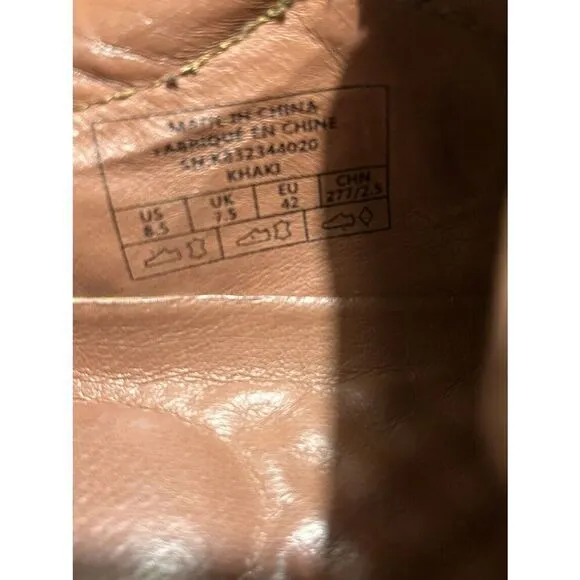 MADE IN CHINA
FABRIQUE EN CHINE
KHAKI
US UK EU CHN
8.5 7.5 42 277/2.5